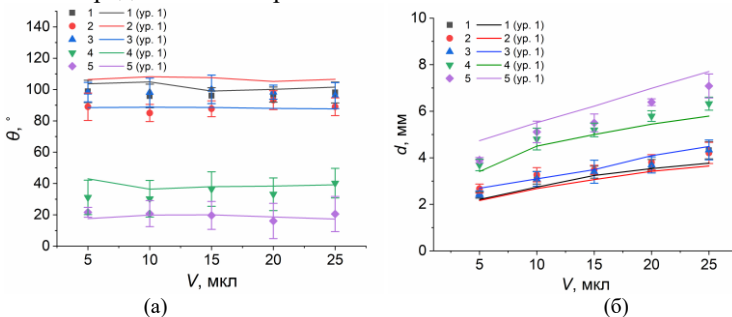 140
120
100
80
60
40
20
0
θ, °
1 1 (ур. 1)
2 2 (ур. 1)
3 3 (ур. 1)
4 4 (ур. 1)
5 5 (ур. 1)
5 10 15 20 25
V, мкл
(а)
10
8
6
4
2
0
d, мм
1 1 (ур. 1)
2 2 (ур. 1)
3 3 (ур. 1)
4 4 (ур. 1)
5 5 (ур. 1)
5 10 15 20 25
V, мкл
(б)